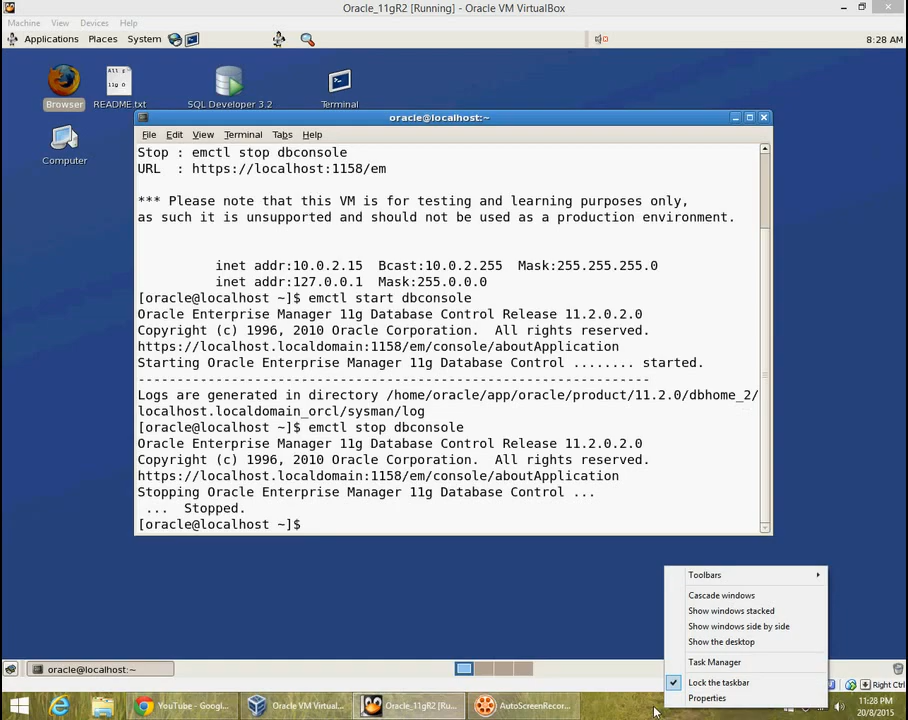 Oracle_11gR2 [Running] - Oracle VM VirtualBox
Machine View Devices Help
Applications Places System
8:28 AM
Browser
README.txt
SQL Developer 3.2
Terminal
Computer
oracle@localhost:~
File Edit View Terminal Tabs Help
Stop : emctl stop dbconsole
URL : https://localhost:1158/em
*** Please note that this VM is for testing and learning purposes only,
as such it is unsupported and should not be used as a production environment.
inet addr:10.0.2.15 Bcast:10.0.2.255 Mask:255.255.255.0
inet addr:127.0.0.1 Mask:255.0.0.0
[oracle@localhost ~]$ emctl start dbconsole
Oracle Enterprise Manager 11g Database Control Release 11.2.0.2.0
Copyright (c) 1996, 2010 Oracle Corporation. All rights reserved.
https://localhost.localdomain:1158/em/console/aboutApplication
Starting Oracle Enterprise Manager 11g Database Control ........ started.
------------------------------------------------------------------
Logs are generated in directory /home/oracle/app/oracle/product/11.2.0/dbhome_2/
localhost.localdomain_orcl/sysman/log
[oracle@localhost ~]$ emctl stop dbconsole
Oracle Enterprise Manager 11g Database Control Release 11.2.0.2.0
Copyright (c) 1996, 2010 Oracle Corporation. All rights reserved.
https://localhost.localdomain:1158/em/console/aboutApplication
Stopping Oracle Enterprise Manager 11g Database Control ...
... Stopped.
[oracle@localhost ~]$
Toolbars
Cascade windows
Show windows stacked
Show windows side by side
Show the desktop
Task Manager
Lock the taskbar
Properties
oracle@localhost:~
Right Ctrl
YouTube - Googl...
Oracle VM Virtual...
Oracle_11gR2 [Ru...
AutoScreenRecor...
11:28 PM
20/8/2015